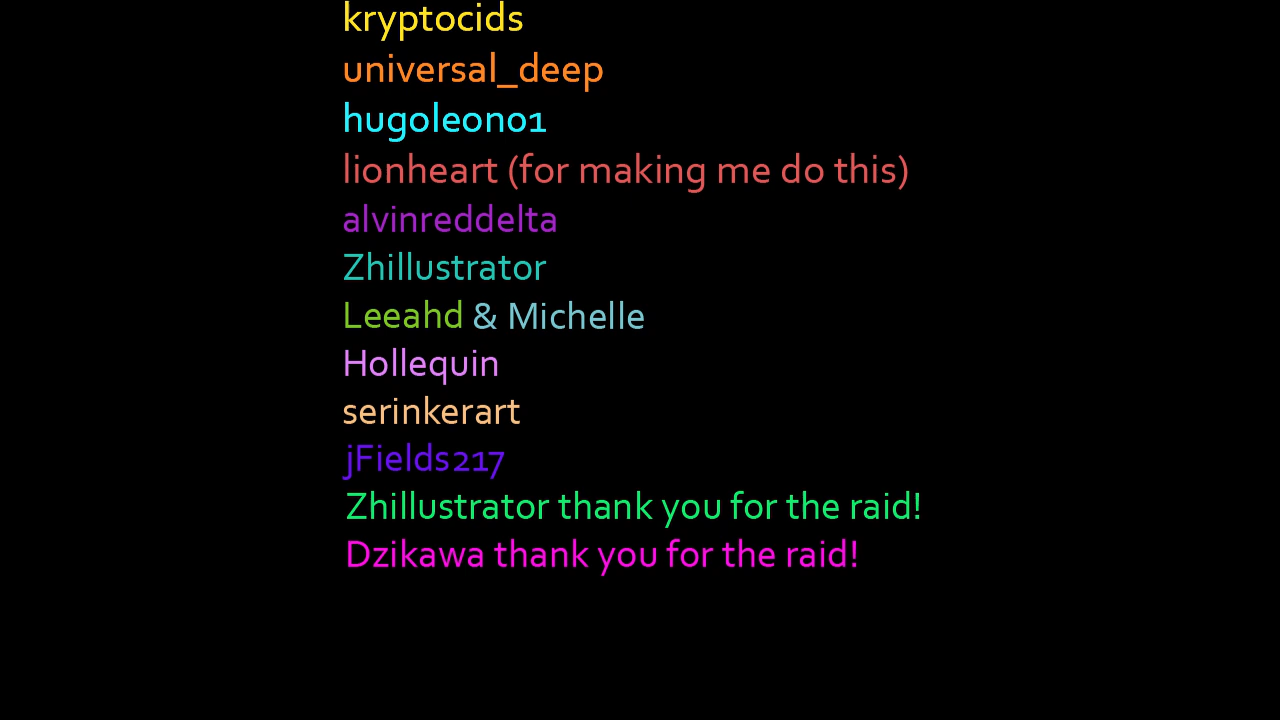 kryptocids
universal_deep
hugoleon01
lionheart (for making me do this)
alvinreddelta
Zhillustrator
Leeahd & Michelle
Hollequin
serinkerart
jFields217
Zhillustrator thank you for the raid!
Dzikawa thank you for the raid!